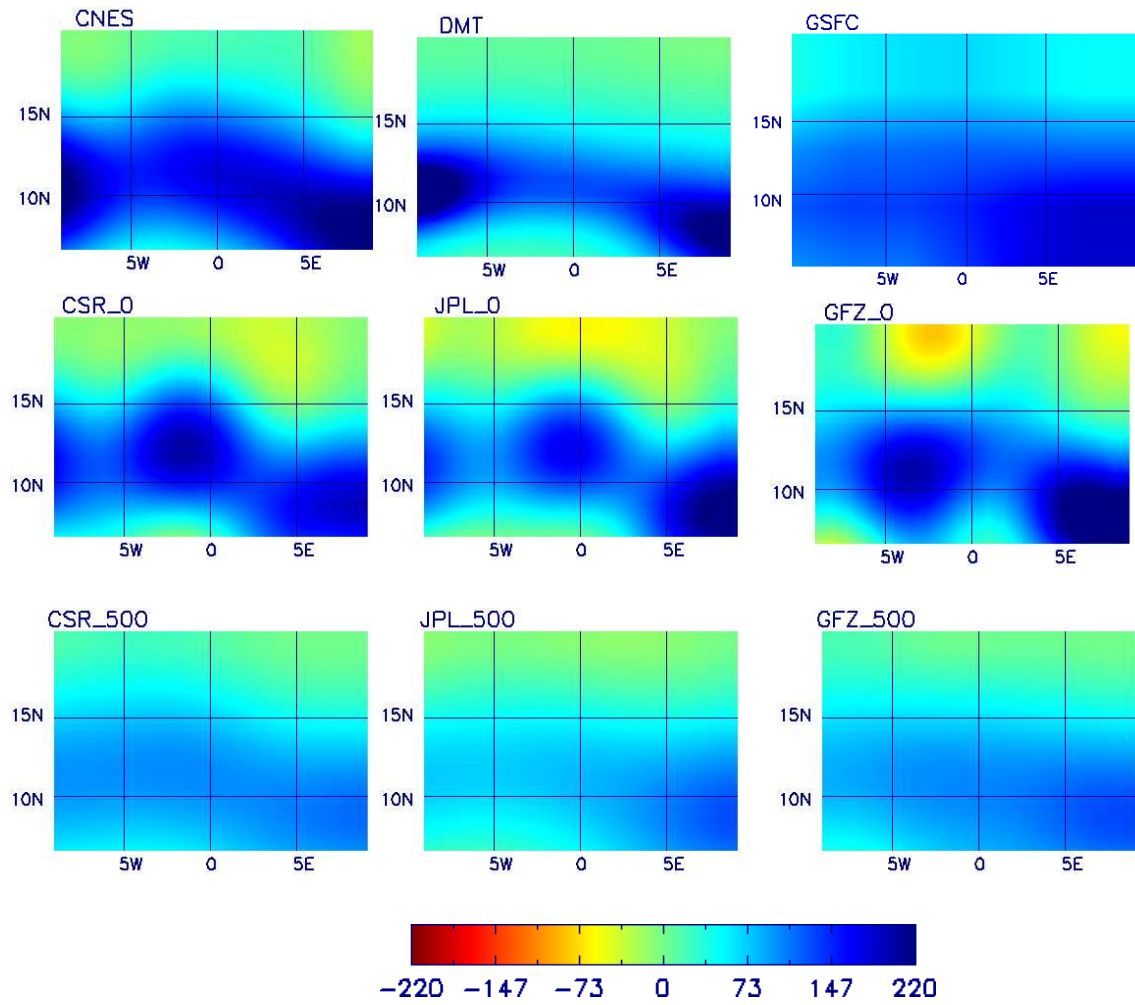 CNES DMT GSFC
15N 15N 15N
10N 10N 10N
5W 0 5E 5W 0 5E 5W 0 5E
CSR_0 JPL_0 GFZ_0
15N 15N 15N
10N 10N 10N
5W 0 5E 5W 0 5E 5W 0 5E
CSR_500 JPL_500 GFZ_500
15N 15N 15N
10N 10N 10N
5W 0 5E 5W 0 5E 5W 0 5E
−220 −147 −73 0 73 147 220